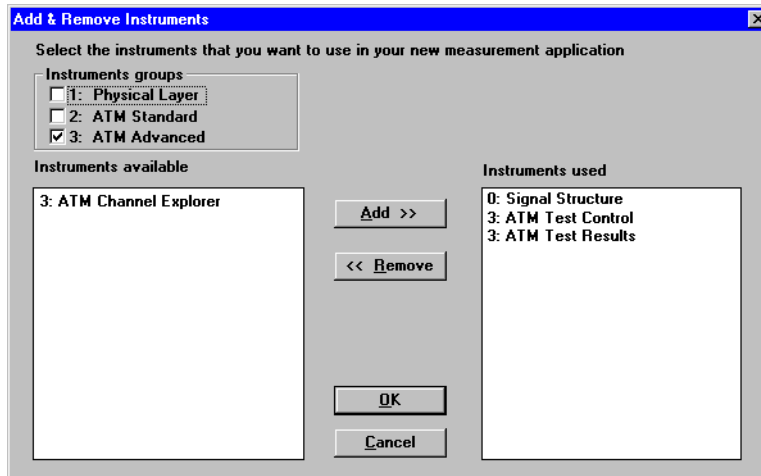 Add & Remove Instruments
Select the instruments that you want to use in your new measurement application
Instruments groups
1: Physical Layer
2: ATM Standard
3: ATM Advanced
Instruments available
3: ATM Channel Explorer
Add >>
<< Remove
OK
Cancel
Instruments used
0: Signal Structure
3: ATM Test Control
3: ATM Test Results